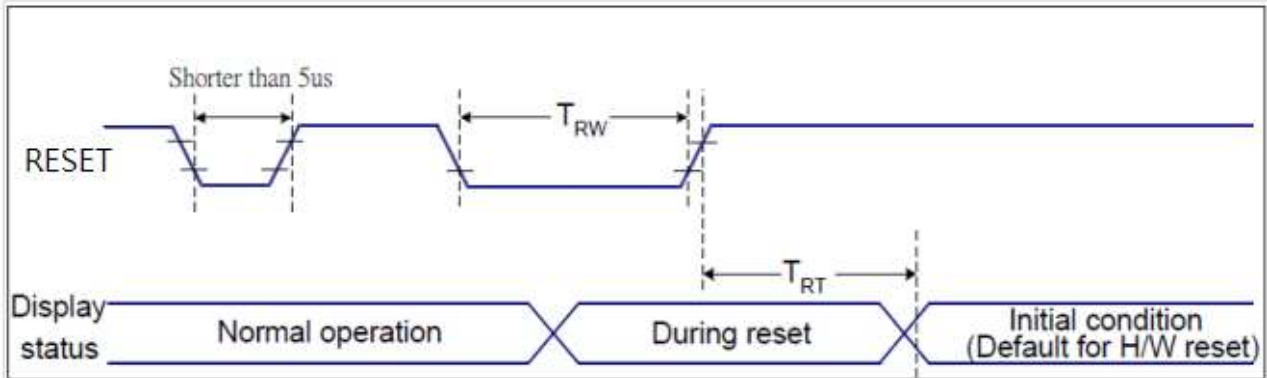 Shorter than 5us
TRW
RESET
TRT
Display
status
Normal operation
During reset
Initial condition
(Default for H/W reset)